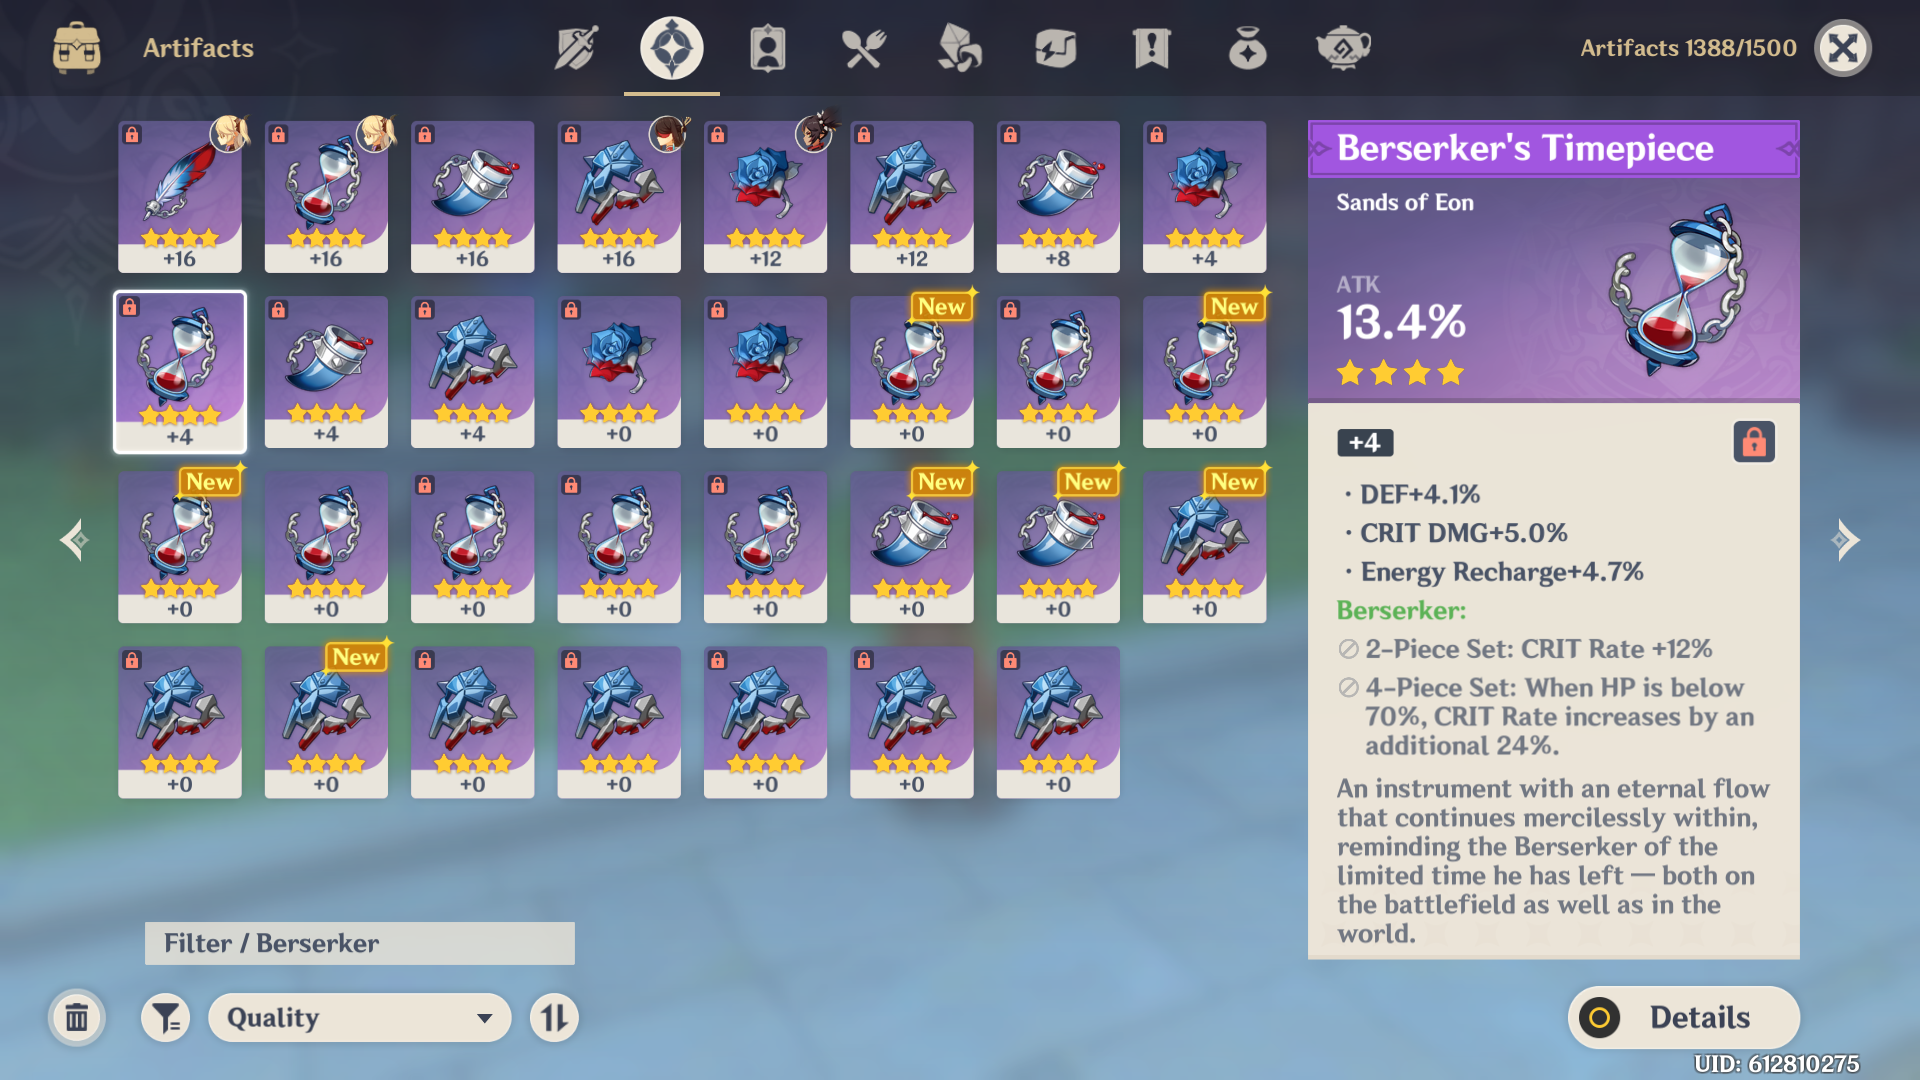 Artifacts
Artifacts 1388/1500
+16
+16
+16
+16
+12
+12
+8
+4
+4
+4
+4
+0
+0
New
+0
+0
New
+0
New
+0
+0
+0
+0
+0
New
+0
New
+0
New
+0
+0
New
+0
+0
+0
+0
+0
+0
Filter / Berserker
Quality
Berserker's Timepiece
Sands of Eon
ATK
13.4%
+4
· DEF+4.1%
· CRIT DMG+5.0%
· Energy Recharge+4.7%
Berserker:
2-Piece Set: CRIT Rate +12%
4-Piece Set: When HP is below
70%, CRIT Rate increases by an
additional 24%.
An instrument with an eternal flow
that continues mercilessly within,
reminding the Berserker of the
limited time he has left — both on
the battlefield as well as in the
world.
Details
UID: 612810275